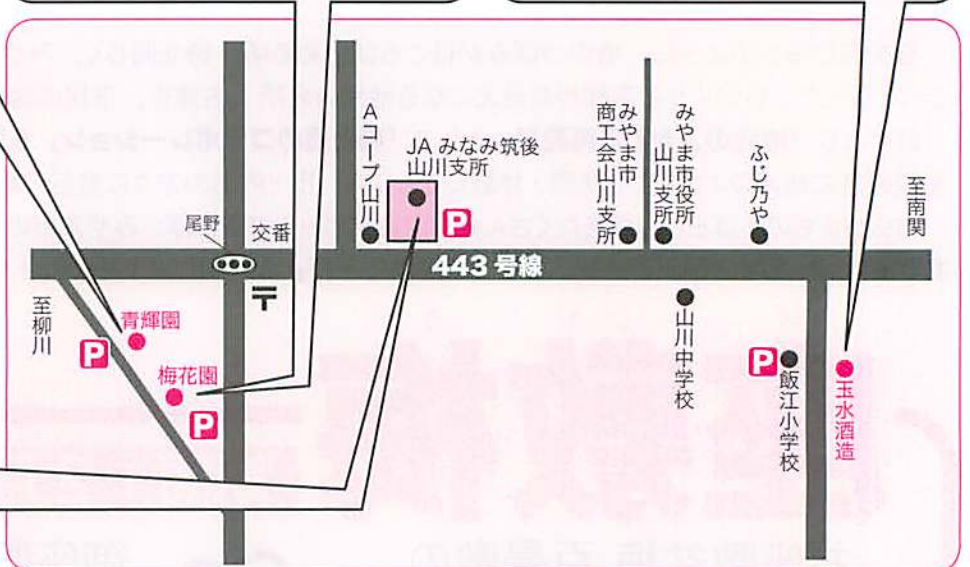 Aコープ山川
JA みなみ筑後
山川支所
P
みやま市
商工会山川支所
みやま市役所
山川支所
ふじ乃や
至南関
尾野
交番
443号線
〒
至柳川
青輝園
P
梅花園
P
山川中学校
P
飯江小学校
玉水酒造